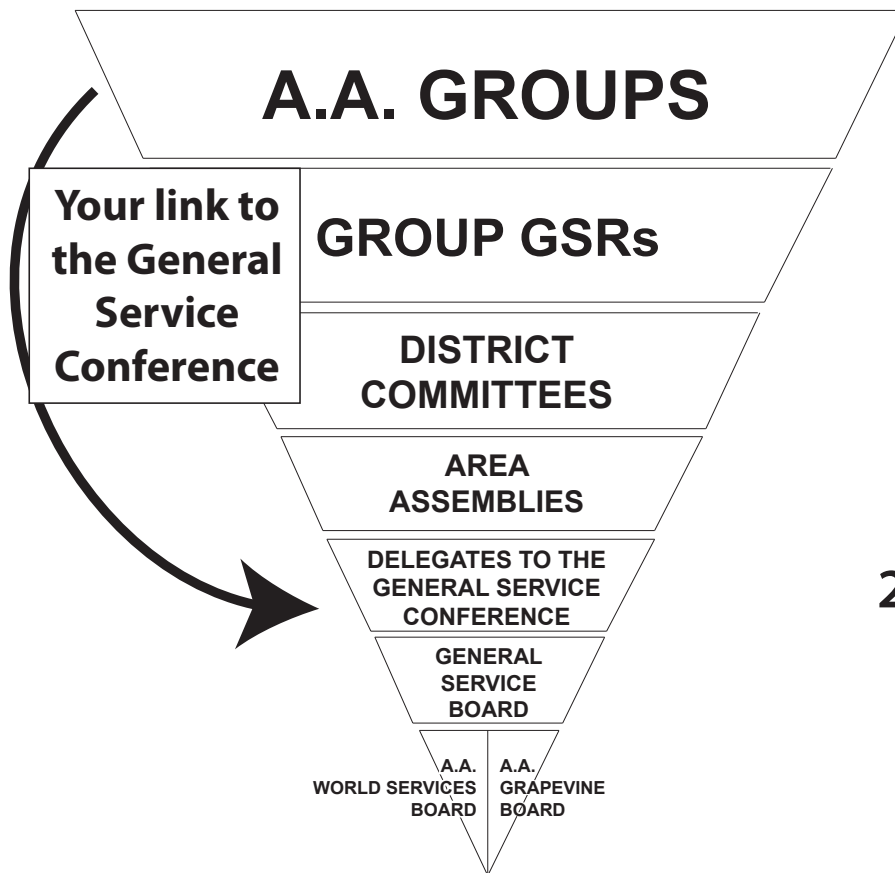 A.A. GROUPS
Your link to
the General
Service
Conference
GROUP GSRs
DISTRICT
COMMITTEES
AREA
ASSEMBLIES
DELEGATES TO THE
GENERAL SERVICE
CONFERENCE
2
GENERAL
SERVICE
BOARD
A.A.
WORLD SERVICES
BOARD
A.A.
GRAPEVINE
BOARD